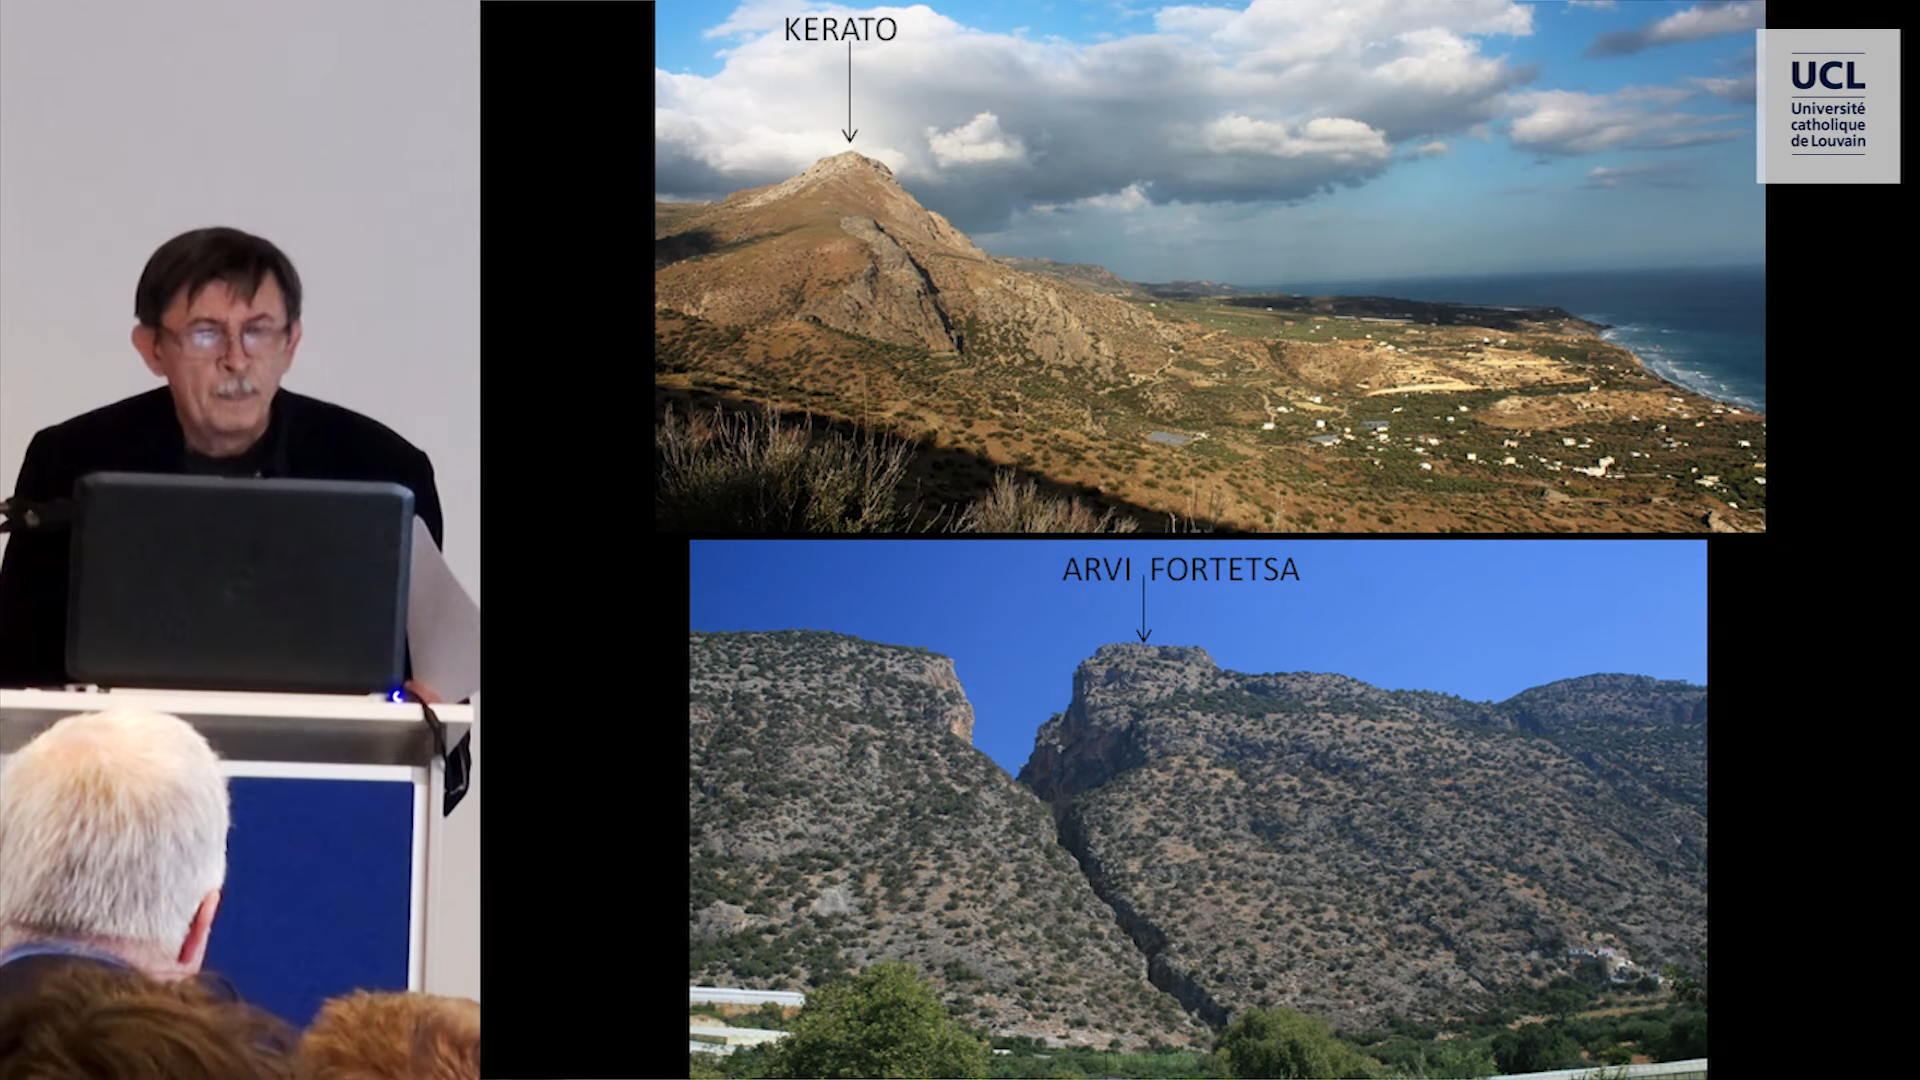 KERATO
UCL
Université
catholique
de Louvain
ARVI FORTETSA